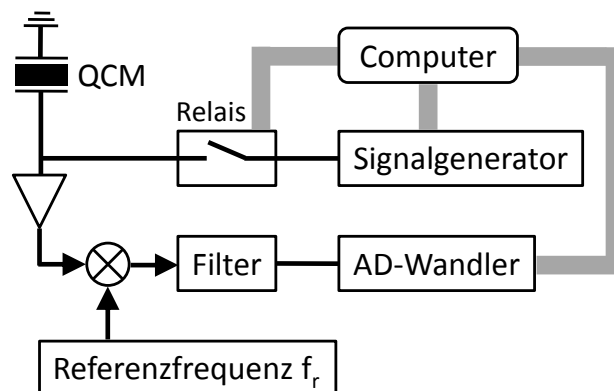 QCM
Computer
Relais
Signalgenerator
Filter
AD-Wandler
Referenzfrequenz fr